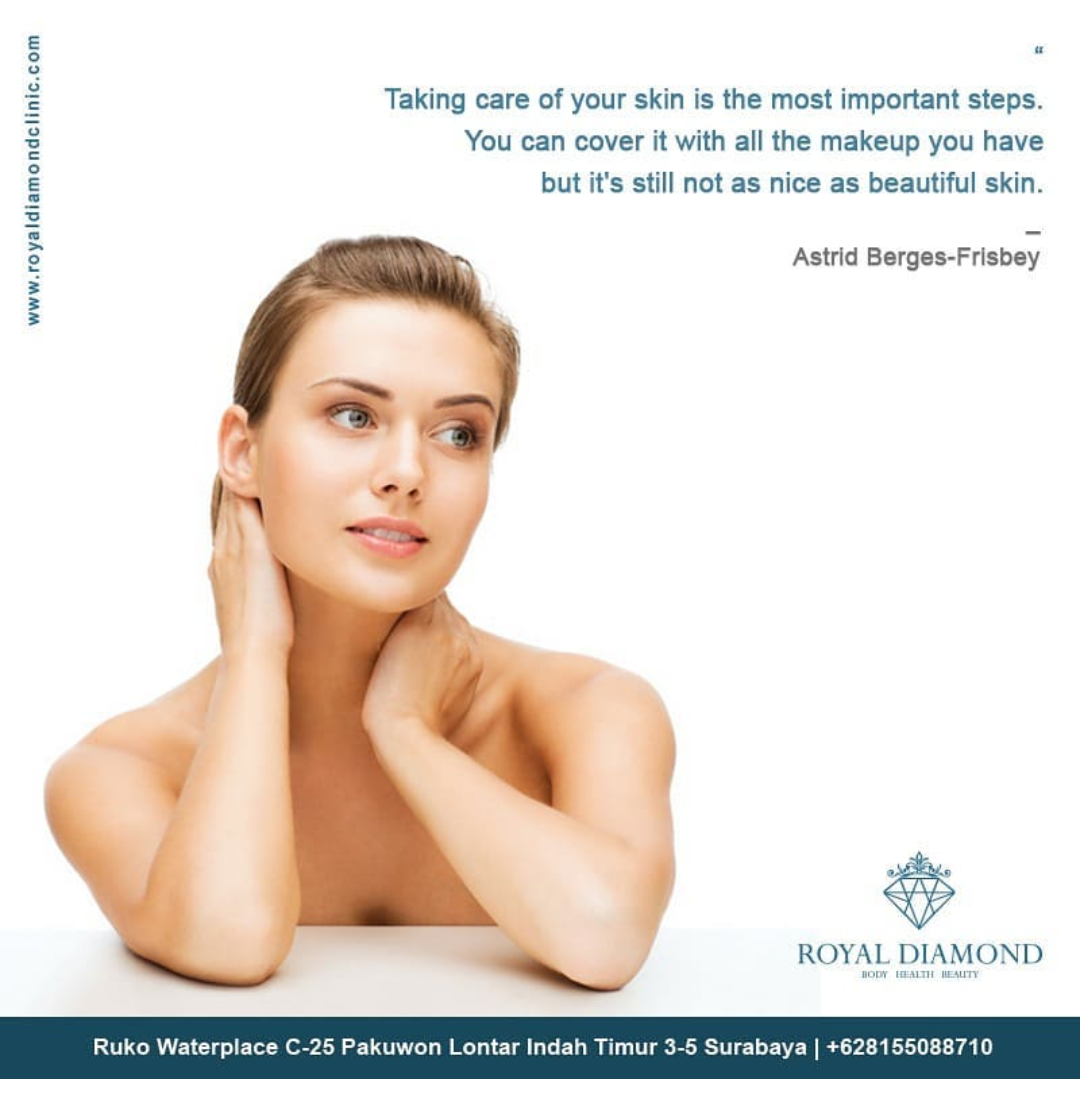 www.royaldiamondclinic.com
“
Taking care of your skin is the most important steps.
You can cover it with all the makeup you have
but it's still not as nice as beautiful skin.
–
Astrid Berges-Frisbey
ROYAL DIAMOND
BODY HEALTH BEAUTY
Ruko Waterplace C-25 Pakuwon Lontar Indah Timur 3-5 Surabaya | +628155088710